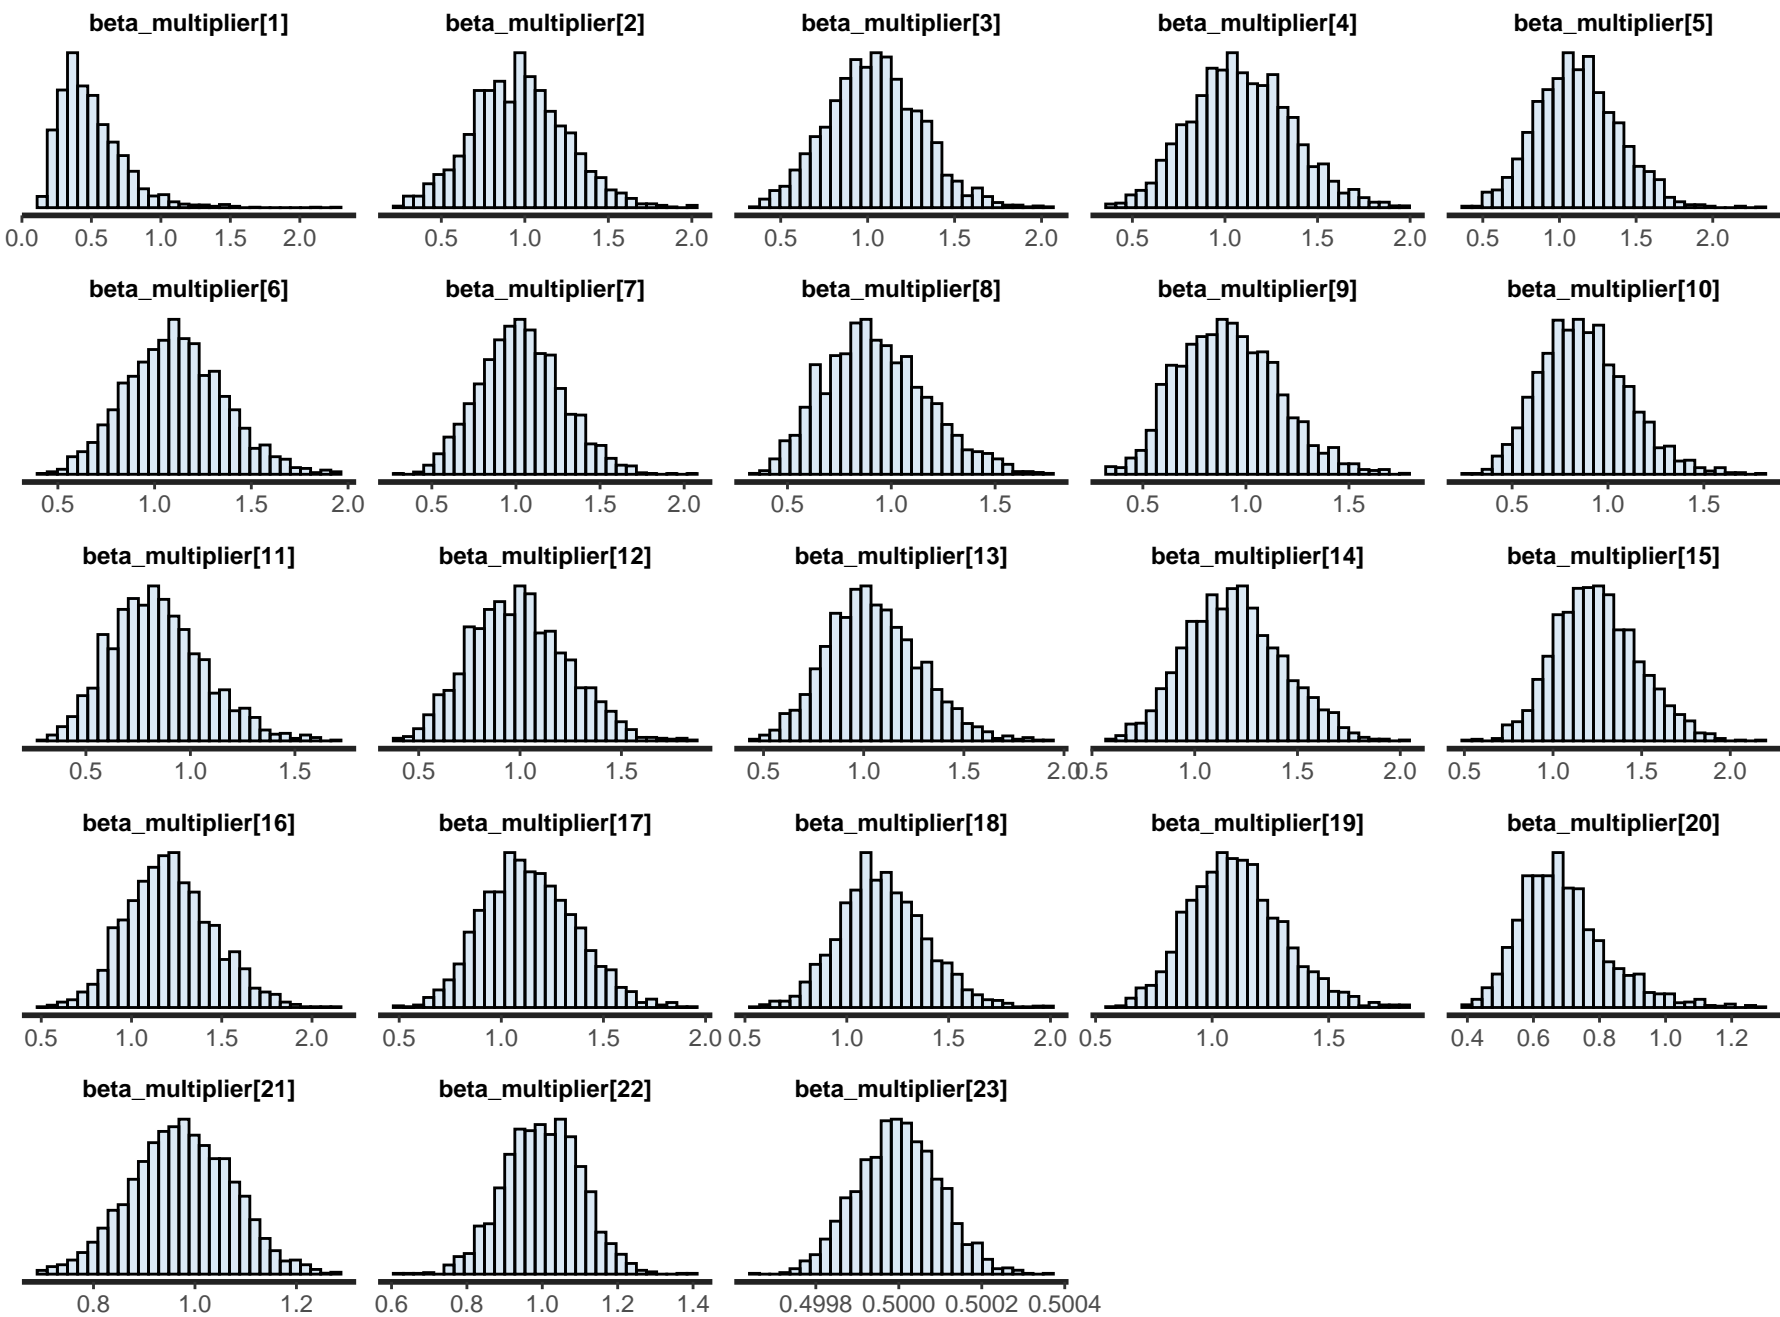 beta_multiplier[1] beta_multiplier[2] beta_multiplier[3] beta_multiplier[4] beta_multiplier[5]
0.0 0.5 1.0 1.5 2.0 0.5 1.0 1.5 2.0 0.5 1.0 1.5 2.0 0.5 1.0 1.5 2.0 0.5 1.0 1.5 2.0
beta_multiplier[6] beta_multiplier[7] beta_multiplier[8] beta_multiplier[9] beta_multiplier[10]
0.5 1.0 1.5 2.0 0.5 1.0 1.5 2.0 0.5 1.0 1.5 0.5 1.0 1.5 0.5 1.0 1.5
beta_multiplier[11] beta_multiplier[12] beta_multiplier[13] beta_multiplier[14] beta_multiplier[15]
0.5 1.0 1.5 0.5 1.0 1.5 0.5 1.0 1.5 2.0 0.5 1.0 1.5 2.0 0.5 1.0 1.5 2.0
beta_multiplier[16] beta_multiplier[17] beta_multiplier[18] beta_multiplier[19] beta_multiplier[20]
0.5 1.0 1.5 2.0 0.5 1.0 1.5 2.0 0.5 1.0 1.5 2.0 0.5 1.0 1.5 0.4 0.6 0.8 1.0 1.2
beta_multiplier[21] beta_multiplier[22] beta_multiplier[23]
0.8 1.0 1.2 0.6 0.8 1.0 1.2 1.4 0.4998 0.5000 0.5002 0.5004